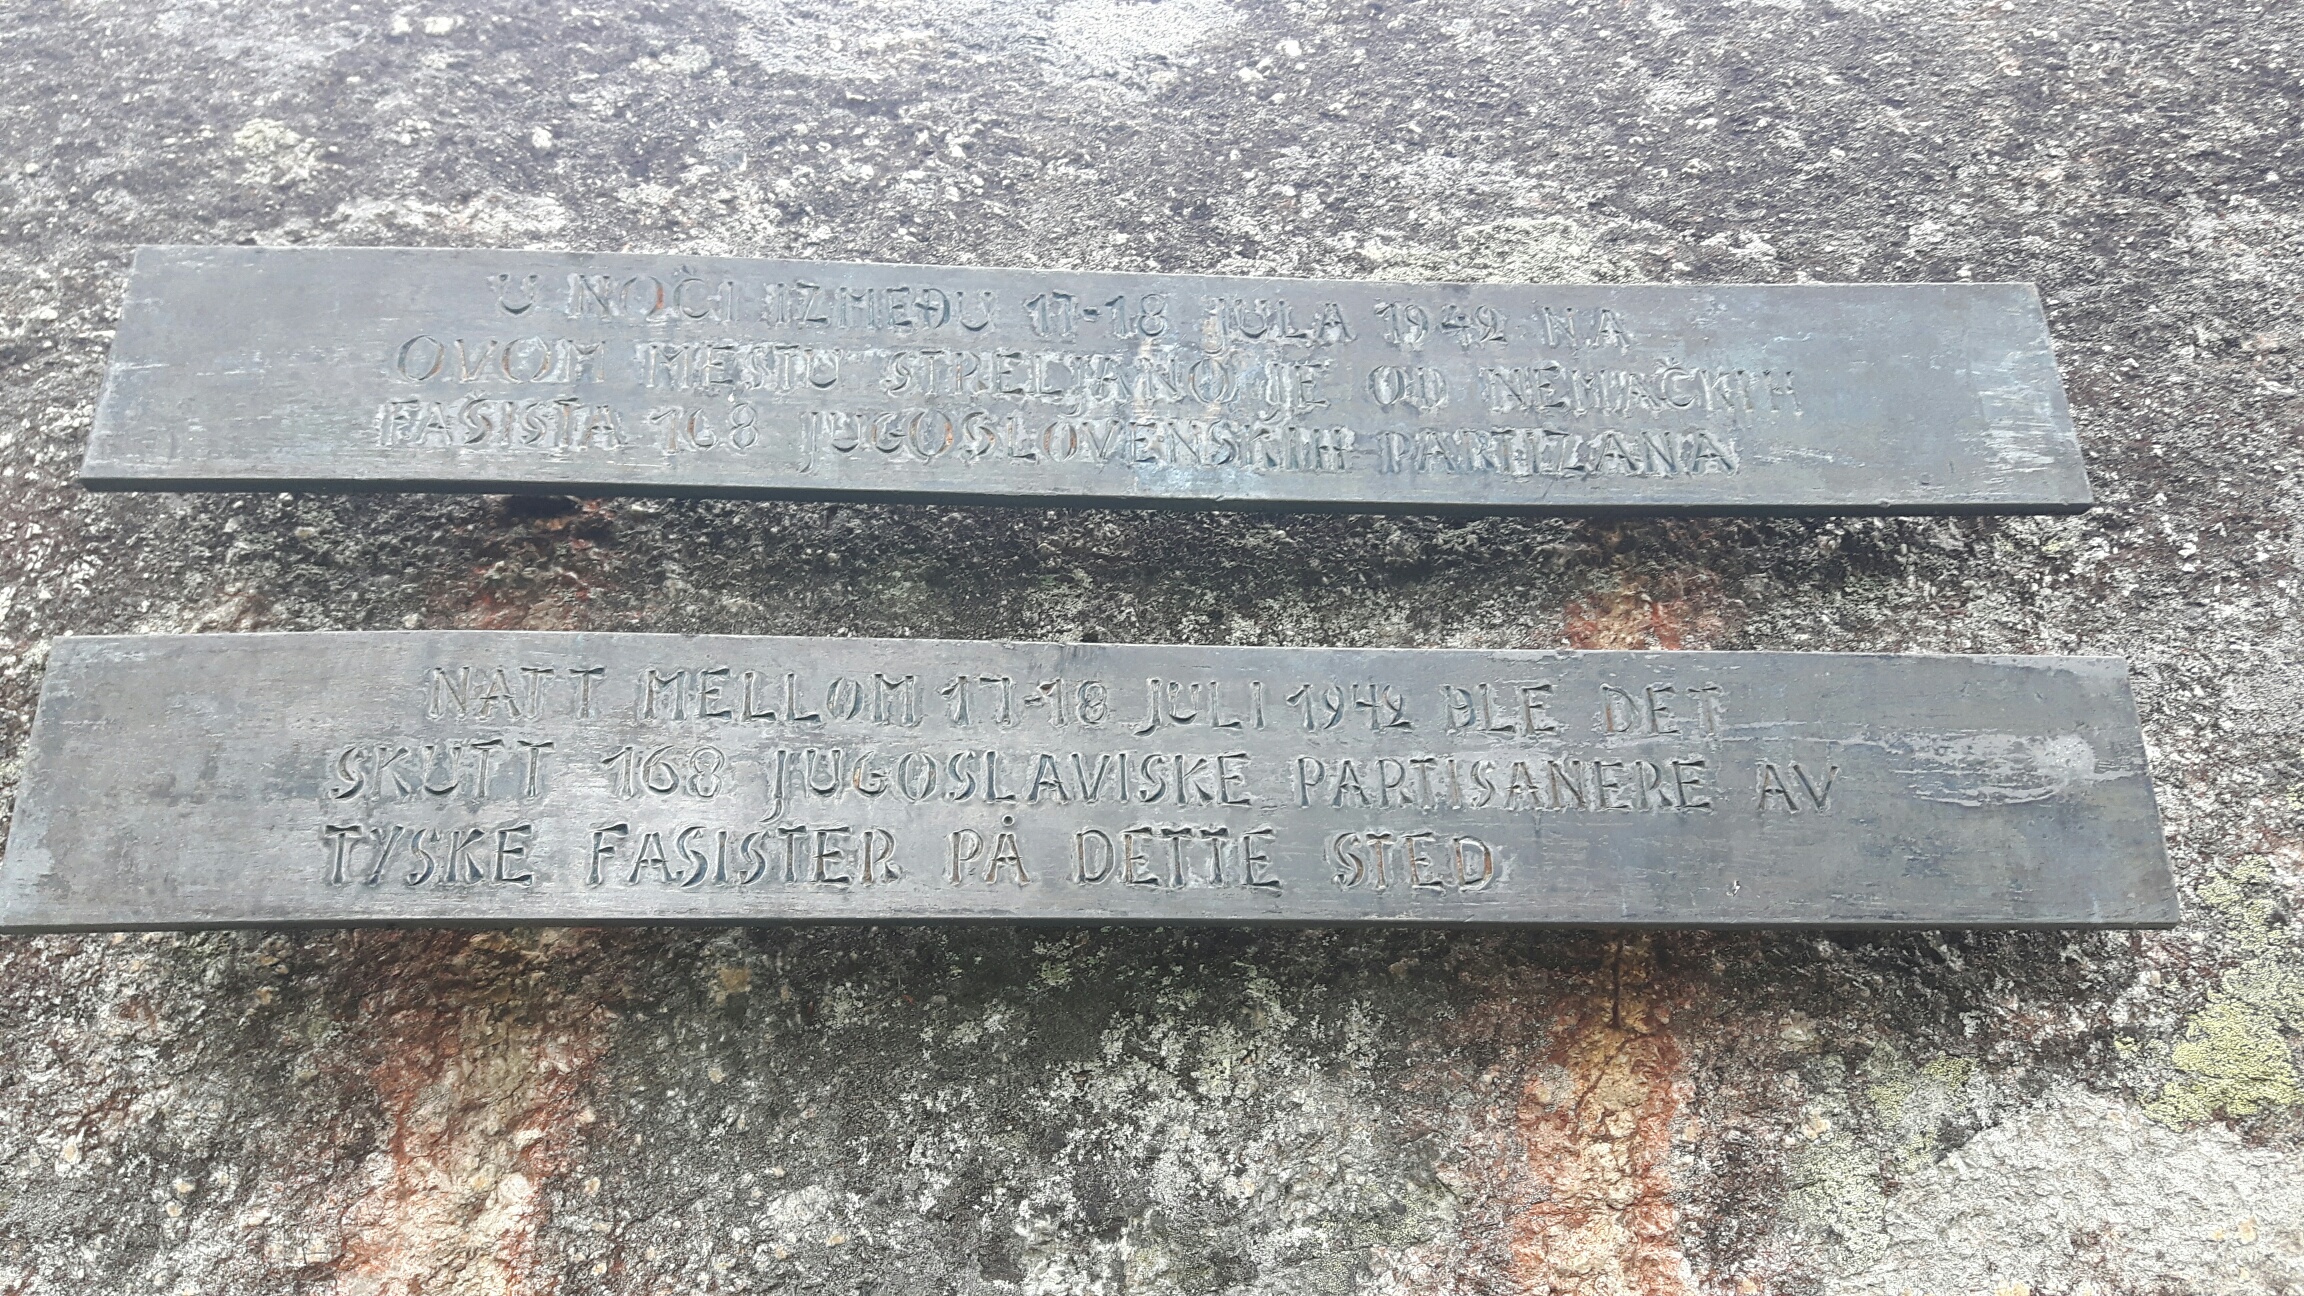 U NOČI IZMEĐU 17-18 JULA 1942 NA
OVOM MESTU STRELJANO JE OD NEMAČKIH
FAŠISTA 168 JUGOSLOVENSKIH PARTIZANA
NATT MELLOM 17-18 JULI 1942 BLE DET
SKUTT 168 JUGOSLAVISKE PARTISANERE AV
TYSKE FASISTER PÅ DETTE STED